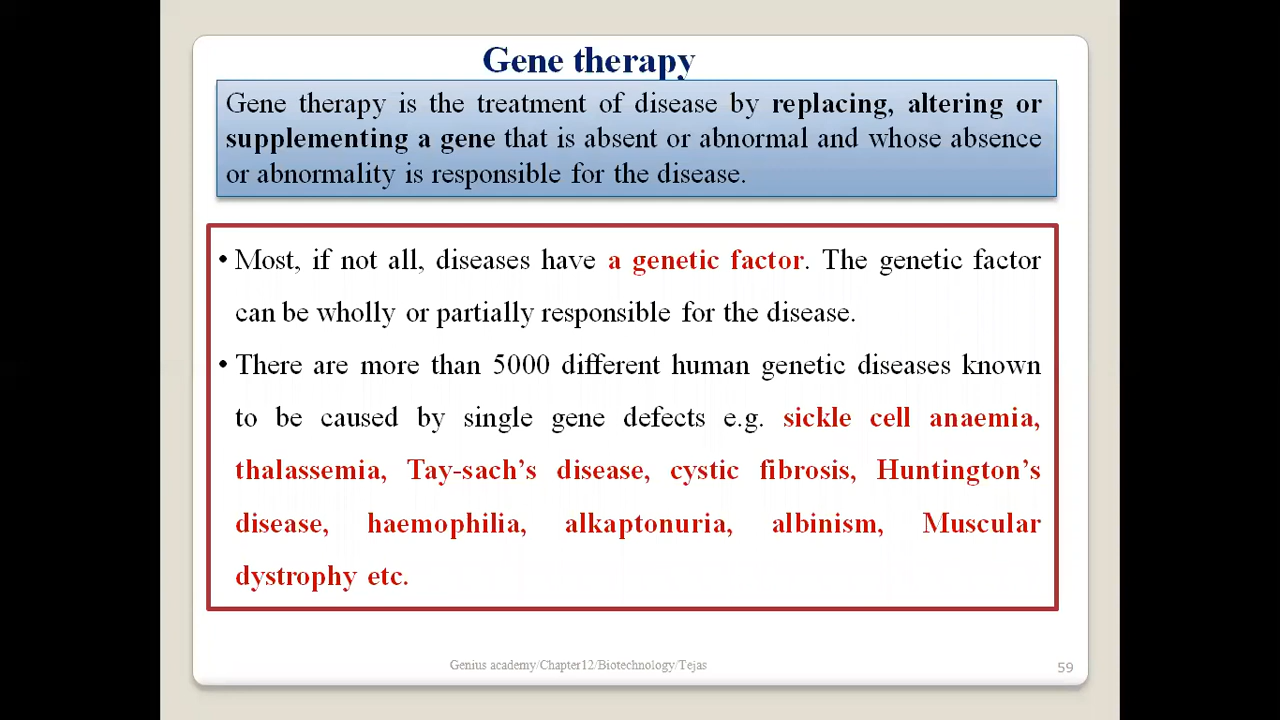 Gene therapy
Gene therapy is the treatment of disease by replacing, altering or
supplementing a gene that is absent or abnormal and whose absence
or abnormality is responsible for the disease.
• Most, if not all, diseases have a genetic factor. The genetic factor
can be wholly or partially responsible for the disease.
• There are more than 5000 different human genetic diseases known
to be caused by single gene defects e.g. sickle cell anaemia,
thalassemia, Tay-sach’s disease, cystic fibrosis, Huntington’s
disease, haemophilia, alkaptonuria, albinism, Muscular
dystrophy etc.
Genius academy/Chapter12/Biotechnology/Tejas
59